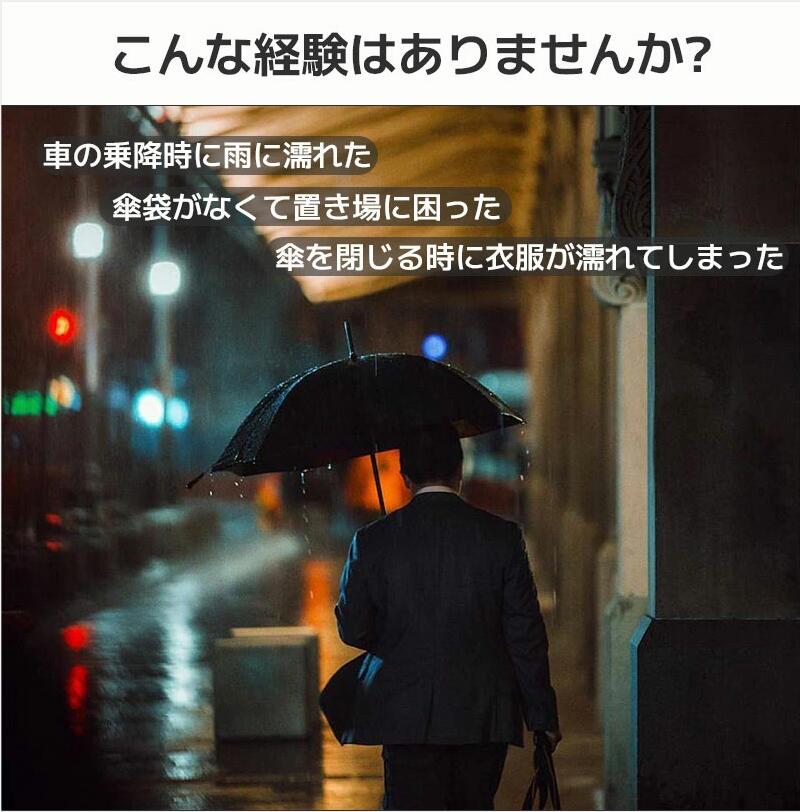 こんな経験はありませんか?
車の乗降時に雨に濡れた
傘袋がなくて置き場に困った
傘を閉じる時に衣服が濡れてしまった